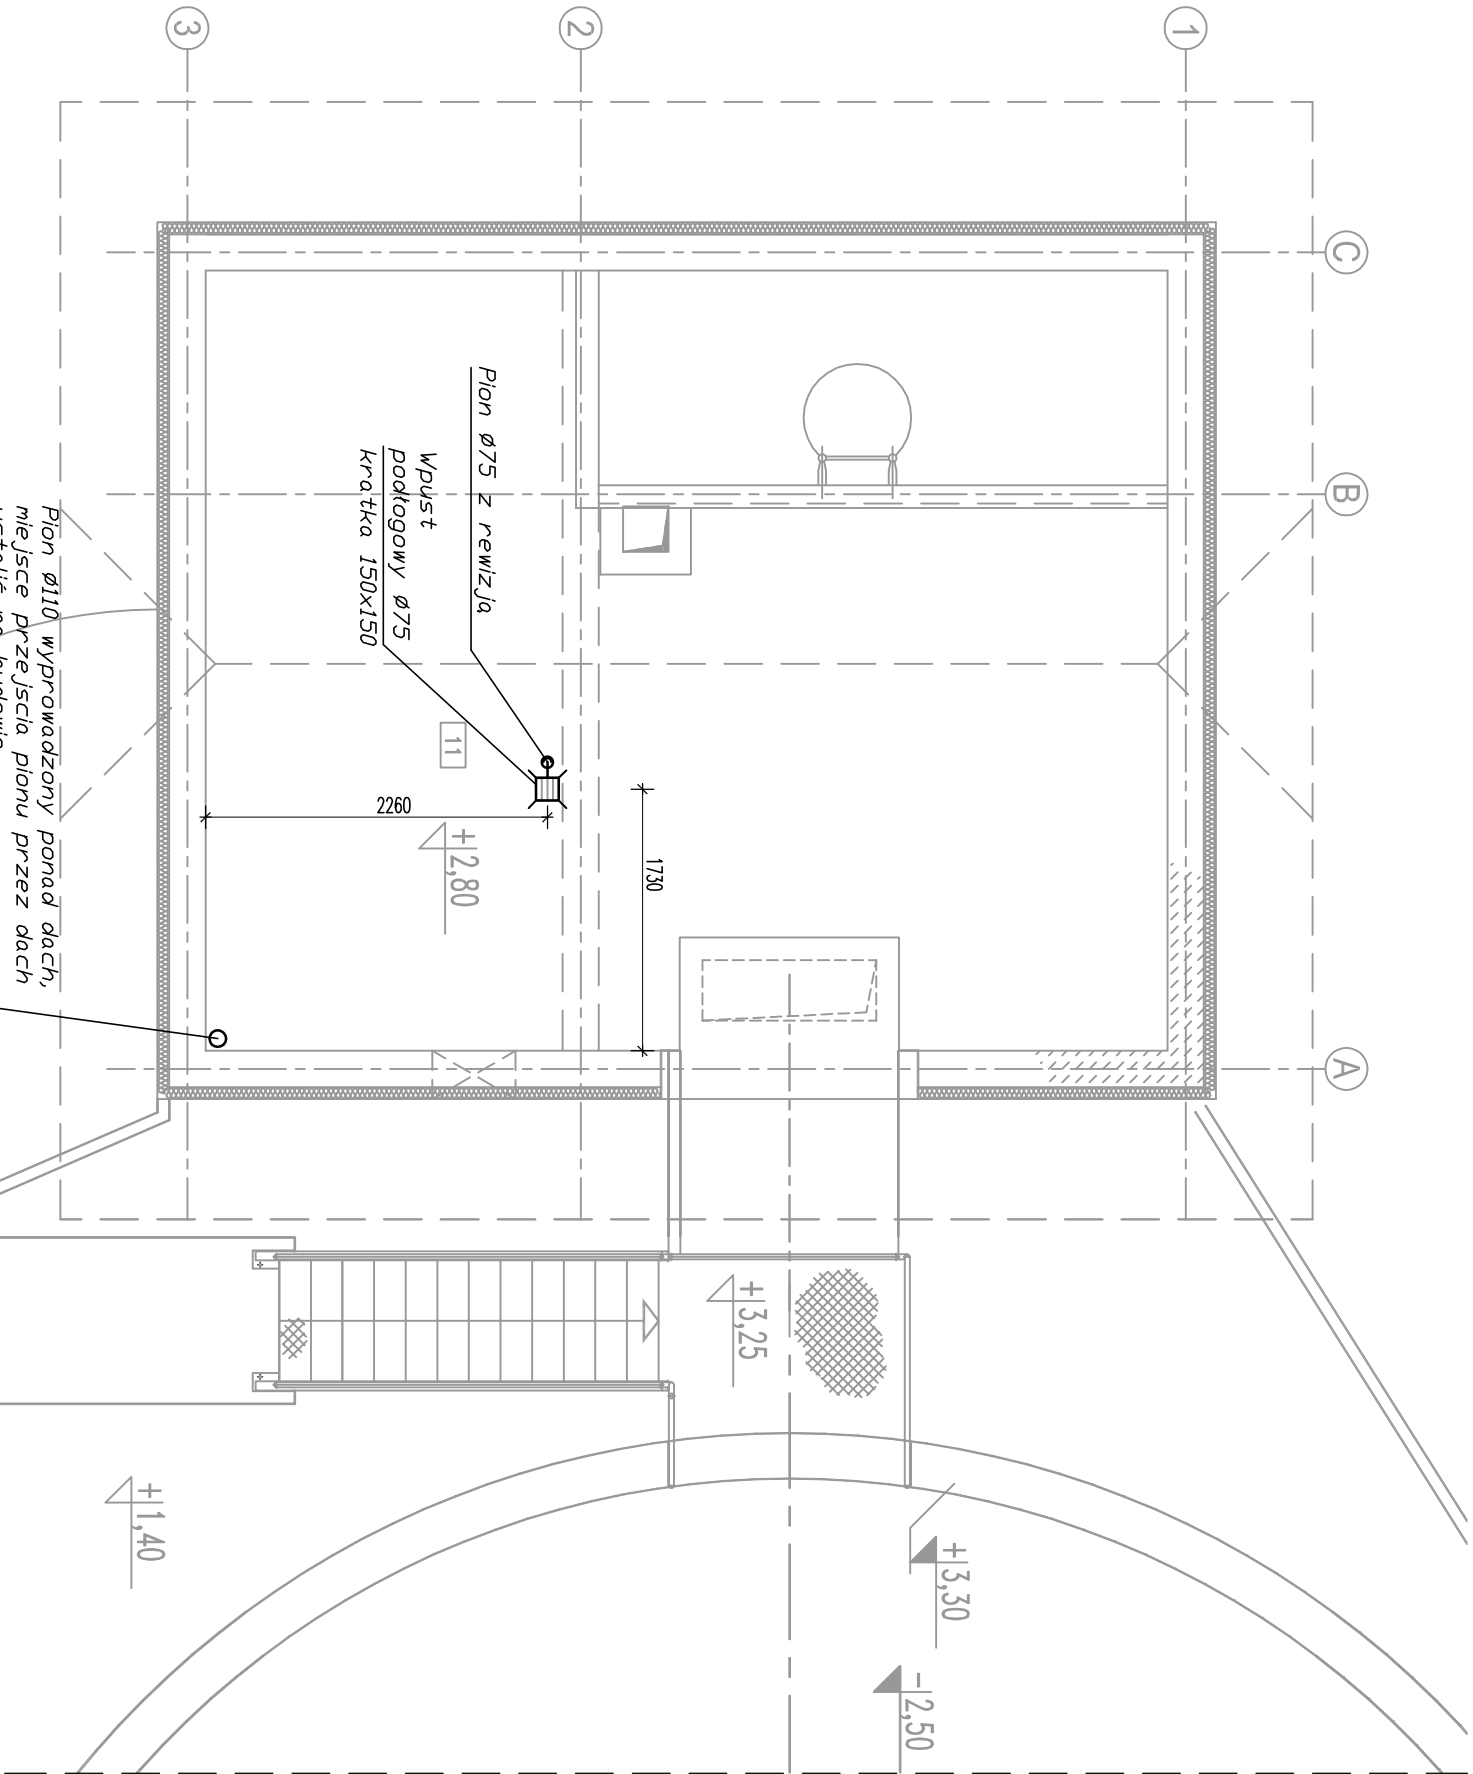 3
2
1
C
B
A
Pion ø75 z rewizją
Wpust
podłogowy ø75
kratka 150x150
11
2260
1730
+2,80
Pion ø110 wyprowadzony ponad dach,
miejsce przejscia pionu przez dach
+3,25
+3,30
-2,50
+1,40